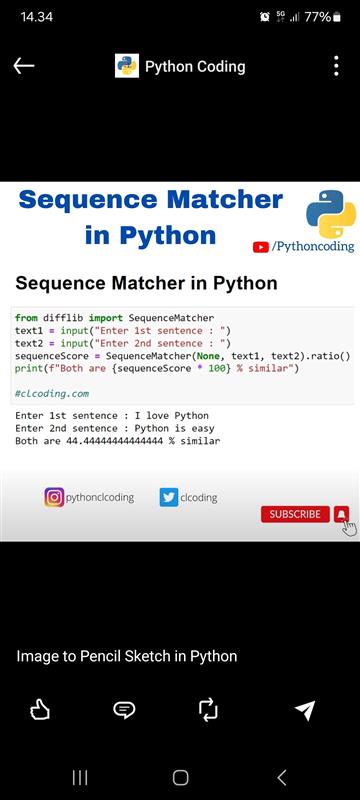 14.34
5G
77%
Python Coding
Sequence Matcher
in Python
/Pythoncoding
Sequence Matcher in Python
from difflib import SequenceMatcher
text1 = input("Enter 1st sentence : ")
text2 = input("Enter 2nd sentence : ")
sequenceScore = SequenceMatcher(None, text1, text2).ratio()
print(f"Both are {sequenceScore * 100} % similar")
#clcoding.com
Enter 1st sentence : I love Python
Enter 2nd sentence : Python is easy
Both are 44.44444444444444 % similar
pythonclcoding
clcoding
SUBSCRIBE
Image to Pencil Sketch in Python